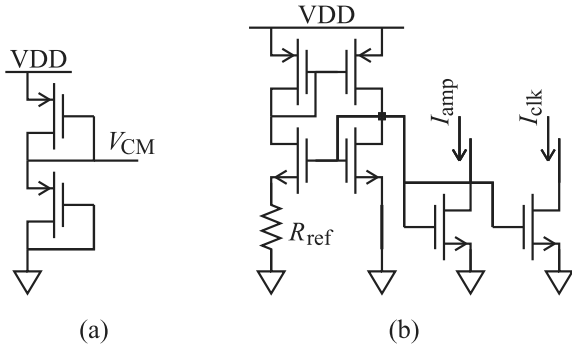 VDD
VCM
(a)
VDD
Iamp
Iclk
Rref
(b)